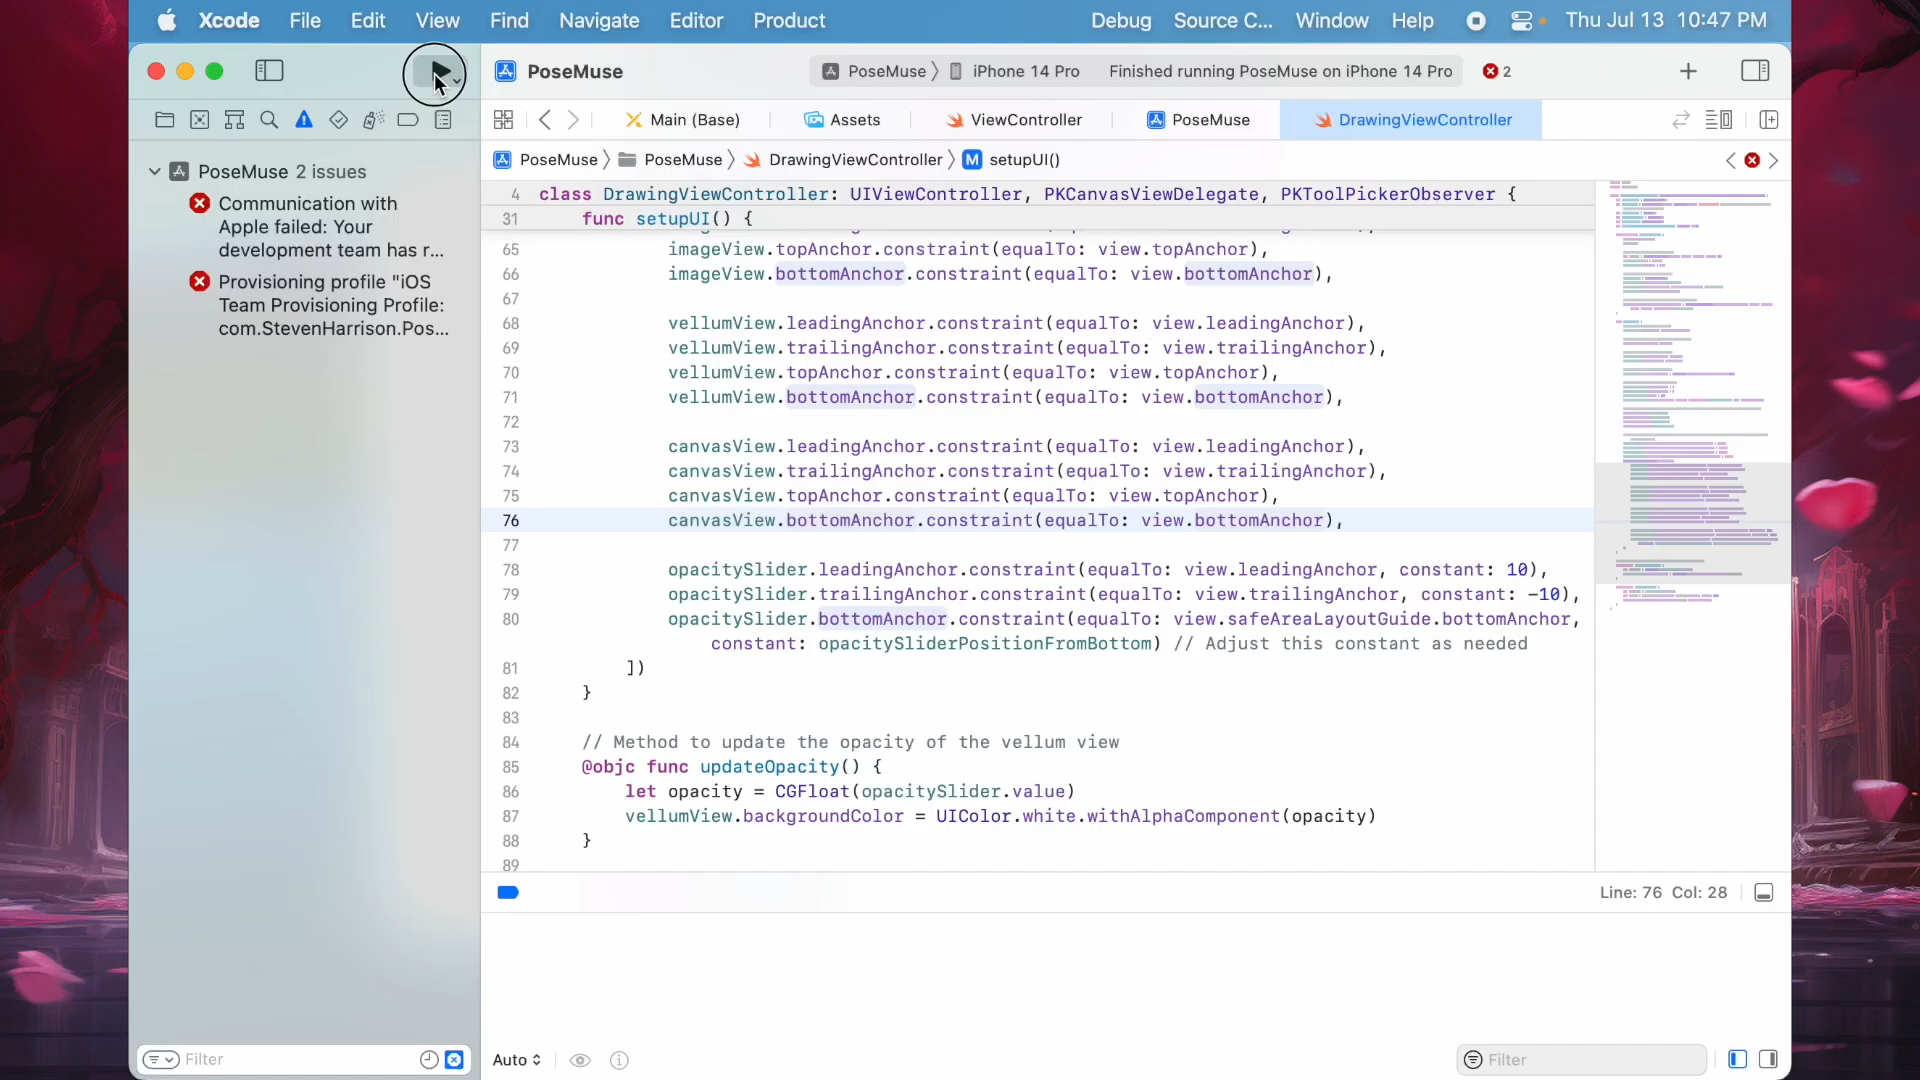 Xcode File Edit View Find Navigate Editor Product Debug Source C... Window Help Thu Jul 13 10:47 PM
PoseMuse PoseMuse iPhone 14 Pro Finished running PoseMuse on iPhone 14 Pro 2
Main (Base) Assets ViewController PoseMuse DrawingViewController
PoseMuse PoseMuse DrawingViewController M setupUI()
PoseMuse 2 issues
Communication with
Apple failed: Your
development team has r...
Provisioning profile "iOS
Team Provisioning Profile:
com.StevenHarrison.Pos...
4 class DrawingViewController: UIViewController, PKCanvasViewDelegate, PKToolPickerObserver {
31 func setupUI() {
65 imageView.topAnchor.constraint(equalTo: view.topAnchor),
66 imageView.bottomAnchor.constraint(equalTo: view.bottomAnchor),
67
68 vellumView.leadingAnchor.constraint(equalTo: view.leadingAnchor),
69 vellumView.trailingAnchor.constraint(equalTo: view.trailingAnchor),
70 vellumView.topAnchor.constraint(equalTo: view.topAnchor),
71 vellumView.bottomAnchor.constraint(equalTo: view.bottomAnchor),
72
73 canvasView.leadingAnchor.constraint(equalTo: view.leadingAnchor),
74 canvasView.trailingAnchor.constraint(equalTo: view.trailingAnchor),
75 canvasView.topAnchor.constraint(equalTo: view.topAnchor),
76 canvasView.bottomAnchor.constraint(equalTo: view.bottomAnchor),
77
78 opacitySlider.leadingAnchor.constraint(equalTo: view.leadingAnchor, constant: 10),
79 opacitySlider.trailingAnchor.constraint(equalTo: view.trailingAnchor, constant: -10),
80 opacitySlider.bottomAnchor.constraint(equalTo: view.safeAreaLayoutGuide.bottomAnchor,
constant: opacitySliderPositionFromBottom) // Adjust this constant as needed
81 ])
82 }
83
84 // Method to update the opacity of the vellum view
85 @objc func updateOpacity() {
86 let opacity = CGFloat(opacitySlider.value)
87 vellumView.backgroundColor = UIColor.white.withAlphaComponent(opacity)
88 }
89
Line: 76 Col: 28
Filter Auto Filter